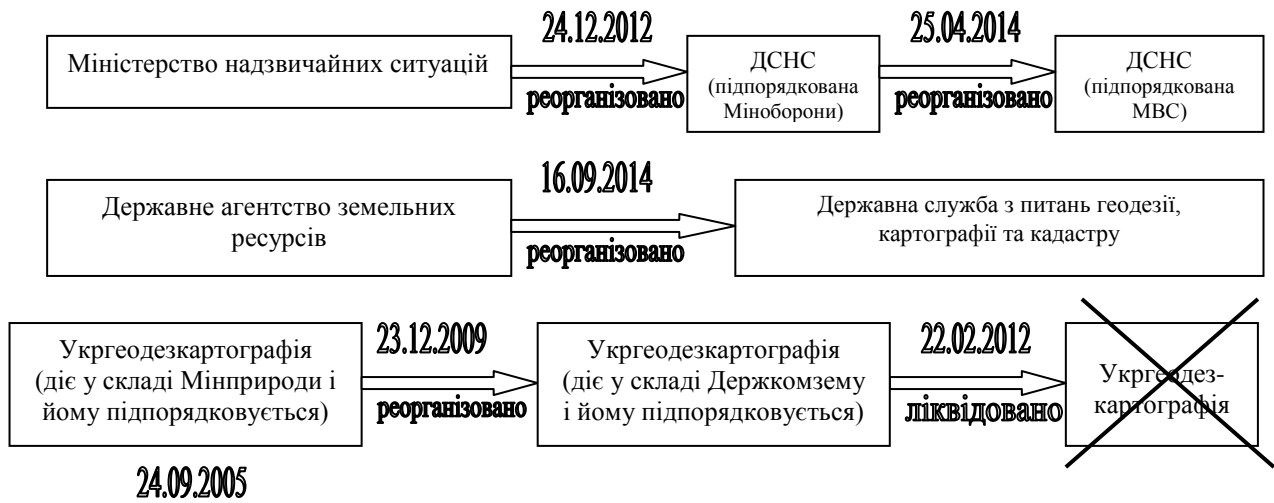 24.12.2012
25.04.2014
Міністерство надзвичайних ситуацій
реорганізовано
ДСНС
(підпорядкована
Міноборони)
реорганізовано
ДСНС
(підпорядкована
МВС)
16.09.2014
Державне агентство земельних
ресурсів
реорганізовано
Державна служба з питань геодезії,
картографії та кадастру
23.12.2009
22.02.2012
Укргеодезкартографія
(діє у складі Мінприроди і
йому підпорядковується)
реорганізовано
Укргеодезкартографія
(діє у складі Держкомзему
і йому підпорядковується)
ліквідовано
Укргеодез-
картографія
24.09.2005